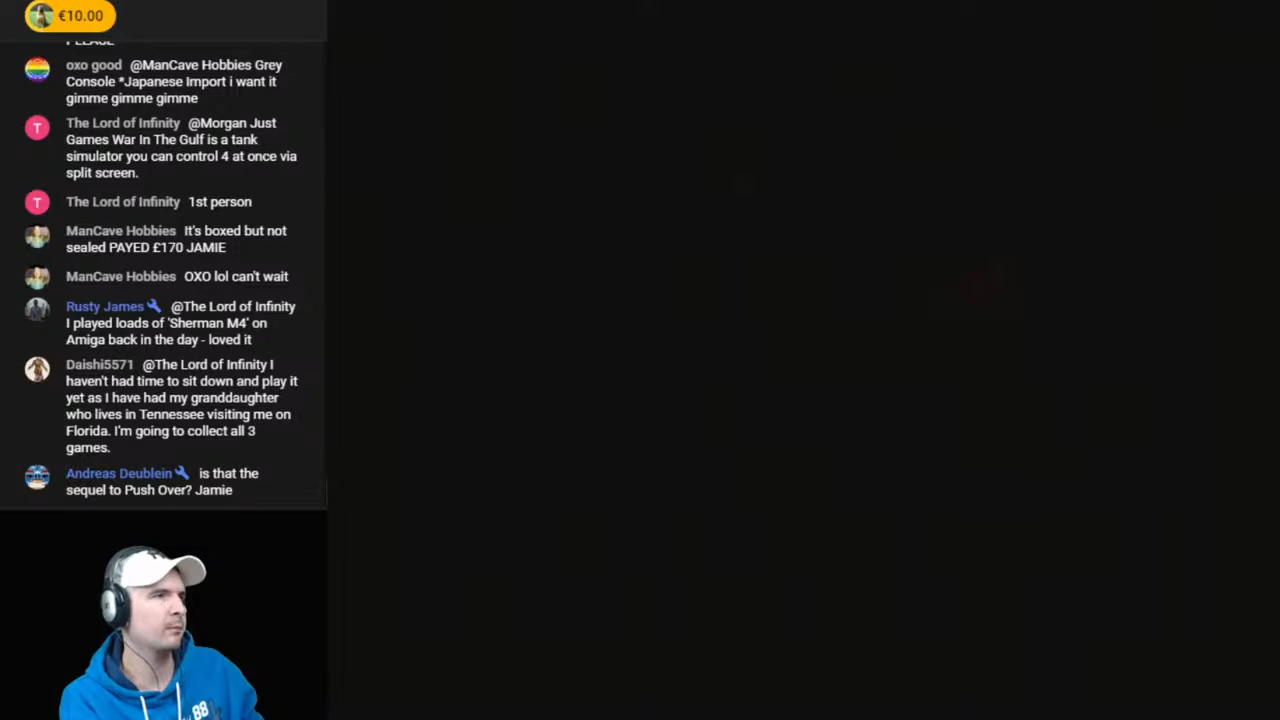 €10.00
PLEASE
oxo good @ManCave Hobbies Grey
Console *Japanese Import i want it
gimme gimme gimme
T
The Lord of Infinity @Morgan Just
Games War In The Gulf is a tank
simulator you can control 4 at once via
split screen.
T
The Lord of Infinity 1st person
ManCave Hobbies It's boxed but not
sealed PAYED £170 JAMIE
ManCave Hobbies OXO lol can't wait
Rusty James @The Lord of Infinity
I played loads of 'Sherman M4' on
Amiga back in the day - loved it
Daishi5571 @The Lord of Infinity I
haven't had time to sit down and play it
yet as I have had my granddaughter
who lives in Tennessee visiting me on
Florida. I'm going to collect all 3
games.
Andreas Deublein is that the
sequel to Push Over? Jamie
88